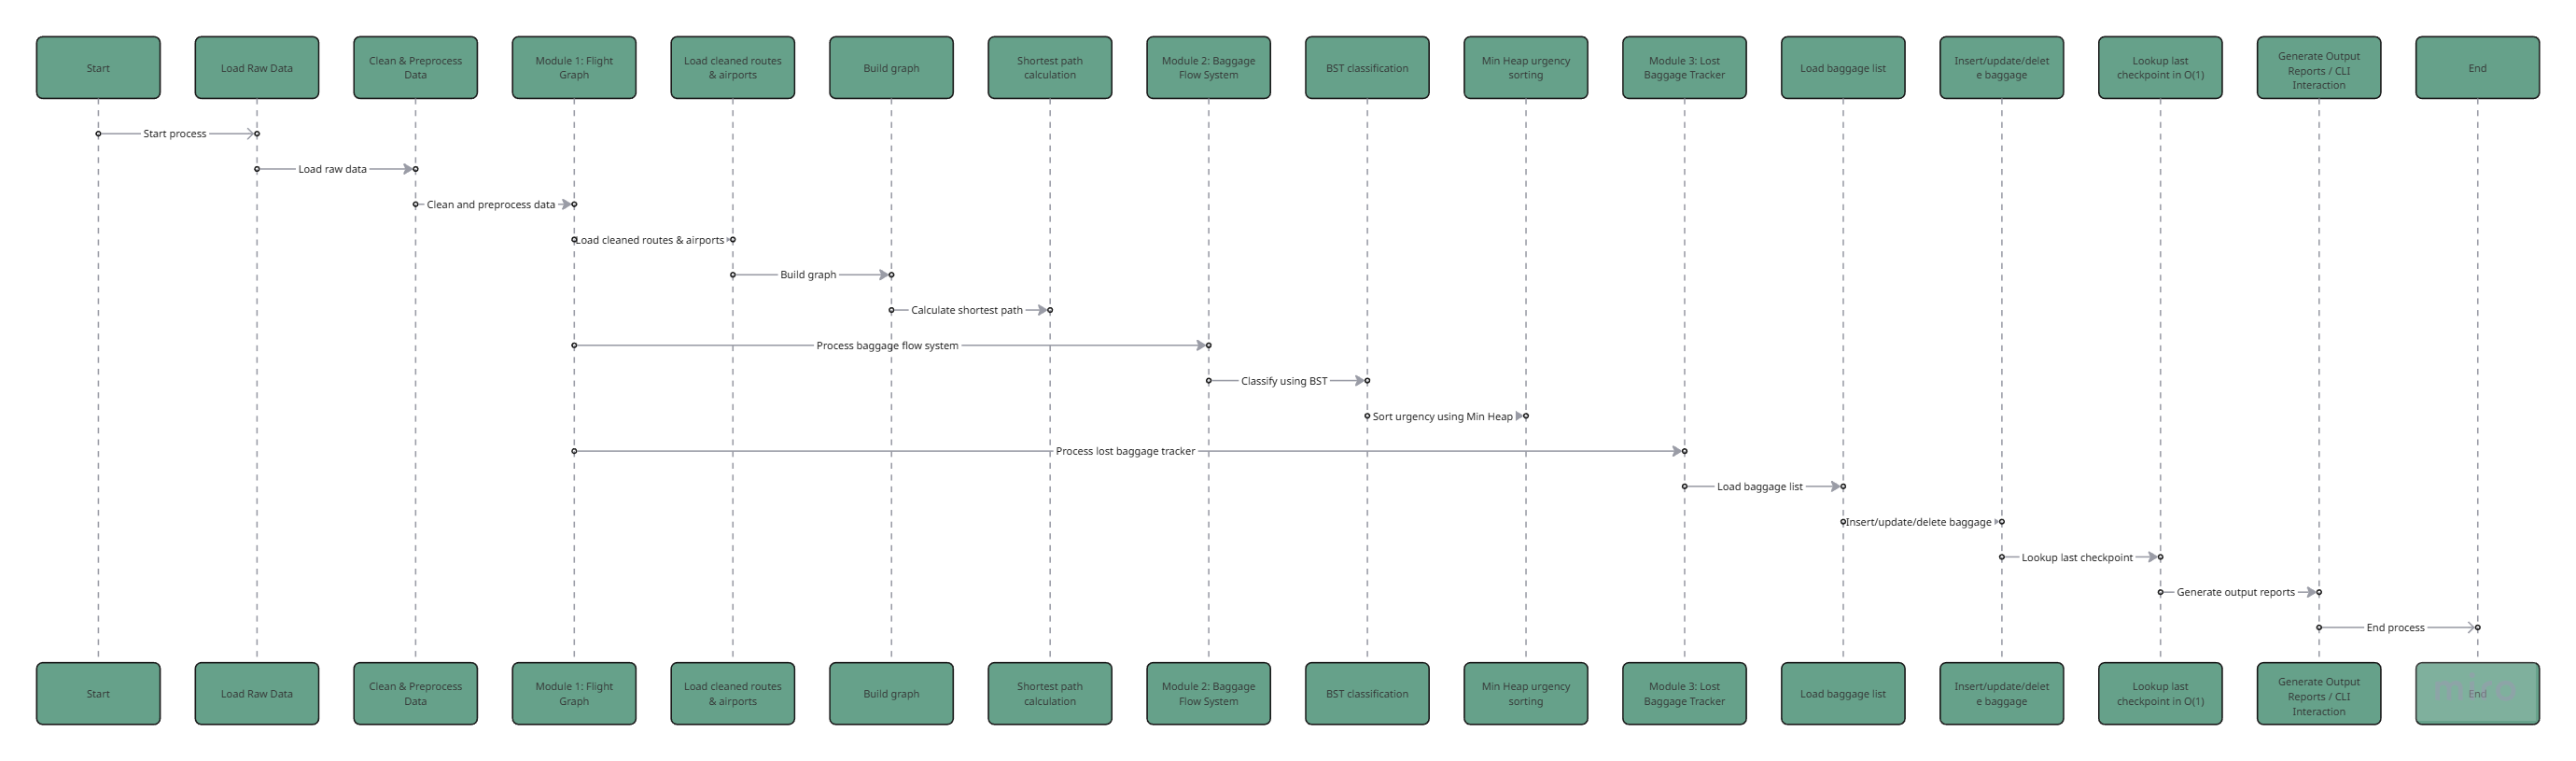 Start
Load Raw Data
Clean & Preprocess
Data
Module 1: Flight
Graph
Load cleaned routes
& airports
Build graph
Shortest path
calculation
Module 2: Baggage
Flow System
BST classification
Min Heap urgency
sorting
Module 3: Lost
Baggage Tracker
Load baggage list
Insert/update/delet
e baggage
Lookup last
checkpoint in O(1)
Generate Output
Reports / CLI
Interaction
End
Start process
Load raw data
Clean and preprocess data
Load cleaned routes & airports
Build graph
Calculate shortest path
Process baggage flow system
Classify using BST
Sort urgency using Min Heap
Process lost baggage tracker
Load baggage list
Insert/update/delete baggage
Lookup last checkpoint
Generate output reports
End process
Start
Load Raw Data
Clean & Preprocess
Data
Module 1: Flight
Graph
Load cleaned routes
& airports
Build graph
Shortest path
calculation
Module 2: Baggage
Flow System
BST classification
Min Heap urgency
sorting
Module 3: Lost
Baggage Tracker
Load baggage list
Insert/update/delet
e baggage
Lookup last
checkpoint in O(1)
Generate Output
Reports / CLI
Interaction
End
miro